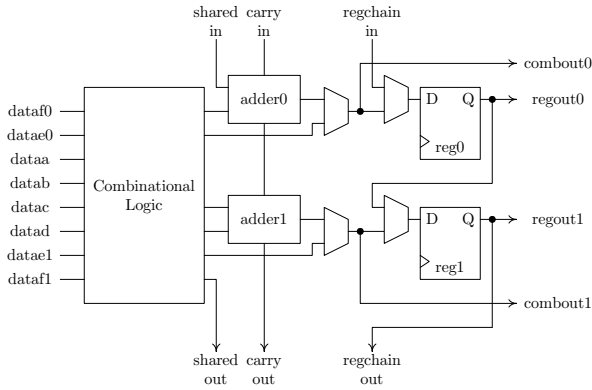 shared carry regchain
in in in
combout0
dataf0 adder0 D Q regout0
datae0
dataa reg0
datab
Combinational
Logic
datac adder1 D Q regout1
datad
datae1 reg1
dataf1
combout1
shared carry regchain
out out out